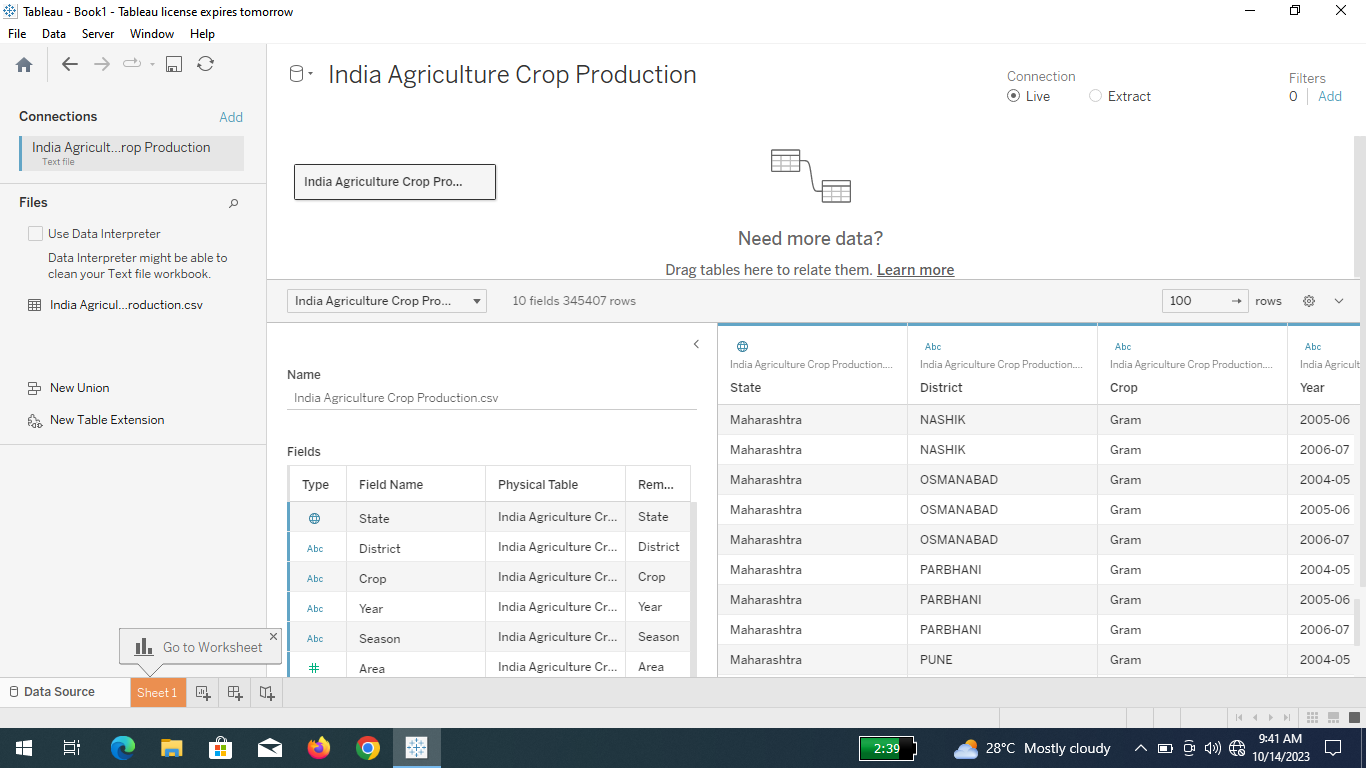 Tableau - Book1 - Tableau license expires tomorrow
File Data Server Window Help
Connections Add
India Agricult...rop Production
Text file
Files
Use Data Interpreter
Data Interpreter might be able to
clean your Text file workbook.
India Agricul...roduction.csv
New Union
New Table Extension
India Agriculture Crop Production
Connection
Live Extract
Filters
0 Add
India Agriculture Crop Pro...
Need more data?
Drag tables here to relate them. Learn more
India Agriculture Crop Pro... 10 fields 345407 rows 100 → rows
Name
India Agriculture Crop Production.csv
Fields
Type Field Name Physical Table Rem...
State India Agriculture Cr... State
Abc District India Agriculture Cr... District
Abc Crop India Agriculture Cr... Crop
Abc Year India Agriculture Cr... Year
Abc Season India Agriculture Cr... Season
# Area India Agriculture Cr... Area
Abc Abc Abc
India Agriculture Crop Production.... India Agriculture Crop Production.... India Agriculture Crop Production.... India Agricult
State District Crop Year
Maharashtra NASHIK Gram 2005-06
Maharashtra NASHIK Gram 2006-07
Maharashtra OSMANABAD Gram 2004-05
Maharashtra OSMANABAD Gram 2005-06
Maharashtra OSMANABAD Gram 2006-07
Maharashtra PARBHANI Gram 2004-05
Maharashtra PARBHANI Gram 2005-06
Maharashtra PARBHANI Gram 2006-07
Maharashtra PUNE Gram 2004-05
Go to Worksheet
Data Source Sheet 1
2:39 28°C Mostly cloudy 9:41 AM
10/14/2023